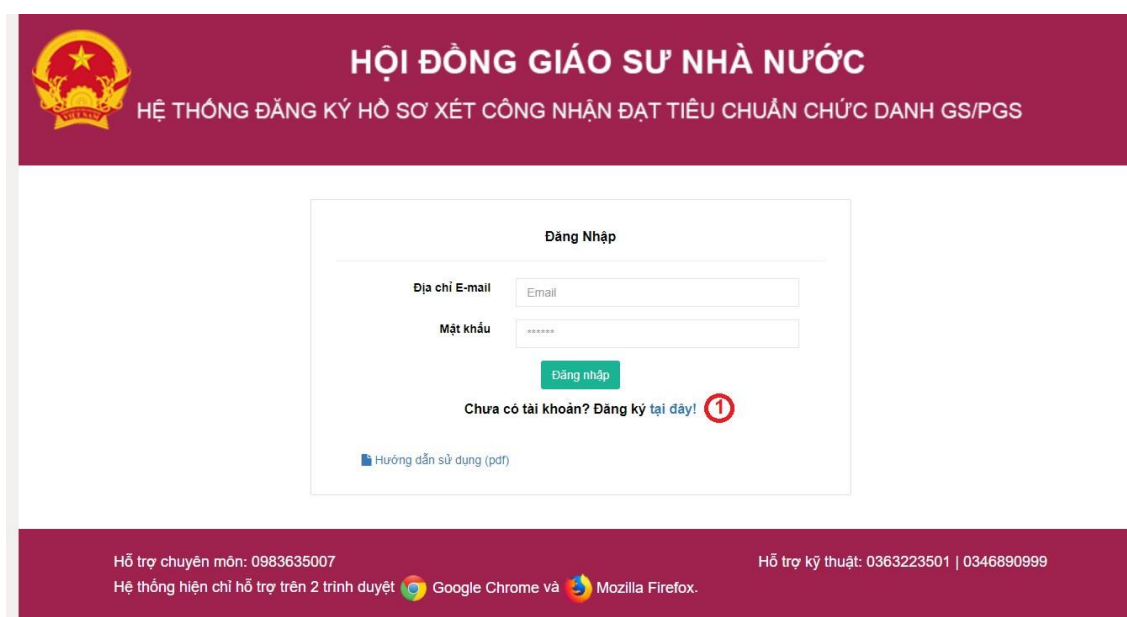 HỘI ĐỒNG GIÁO SƯ NHÀ NƯỚC
HỆ THỐNG ĐĂNG KÝ HỒ SƠ XÉT CÔNG NHẬN ĐẠT TIÊU CHUẨN CHỨC DANH GS/PGS
VIỆT NAM
Đăng Nhập
Địa chỉ E-mail
Email
Mật khẩu
******
Đăng nhập
Chưa có tài khoản? Đăng ký tại đây! 1
Hướng dẫn sử dụng (pdf)
Hỗ trợ chuyên môn: 0983635007
Hỗ trợ kỹ thuật: 0363223501 | 0346890999
Hệ thống hiện chỉ hỗ trợ trên 2 trình duyệt Google Chrome và Mozilla Firefox.